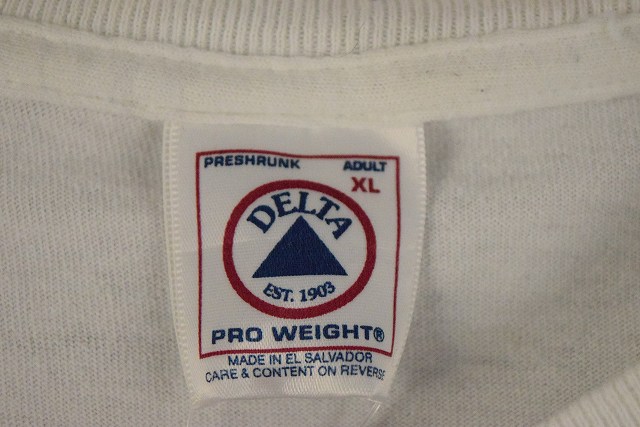 PRESHRUNK ADULT
XL
DELTA
EST. 1903
PRO WEIGHT®
MADE IN EL SALVADOR
CARE & CONTENT ON REVERSE